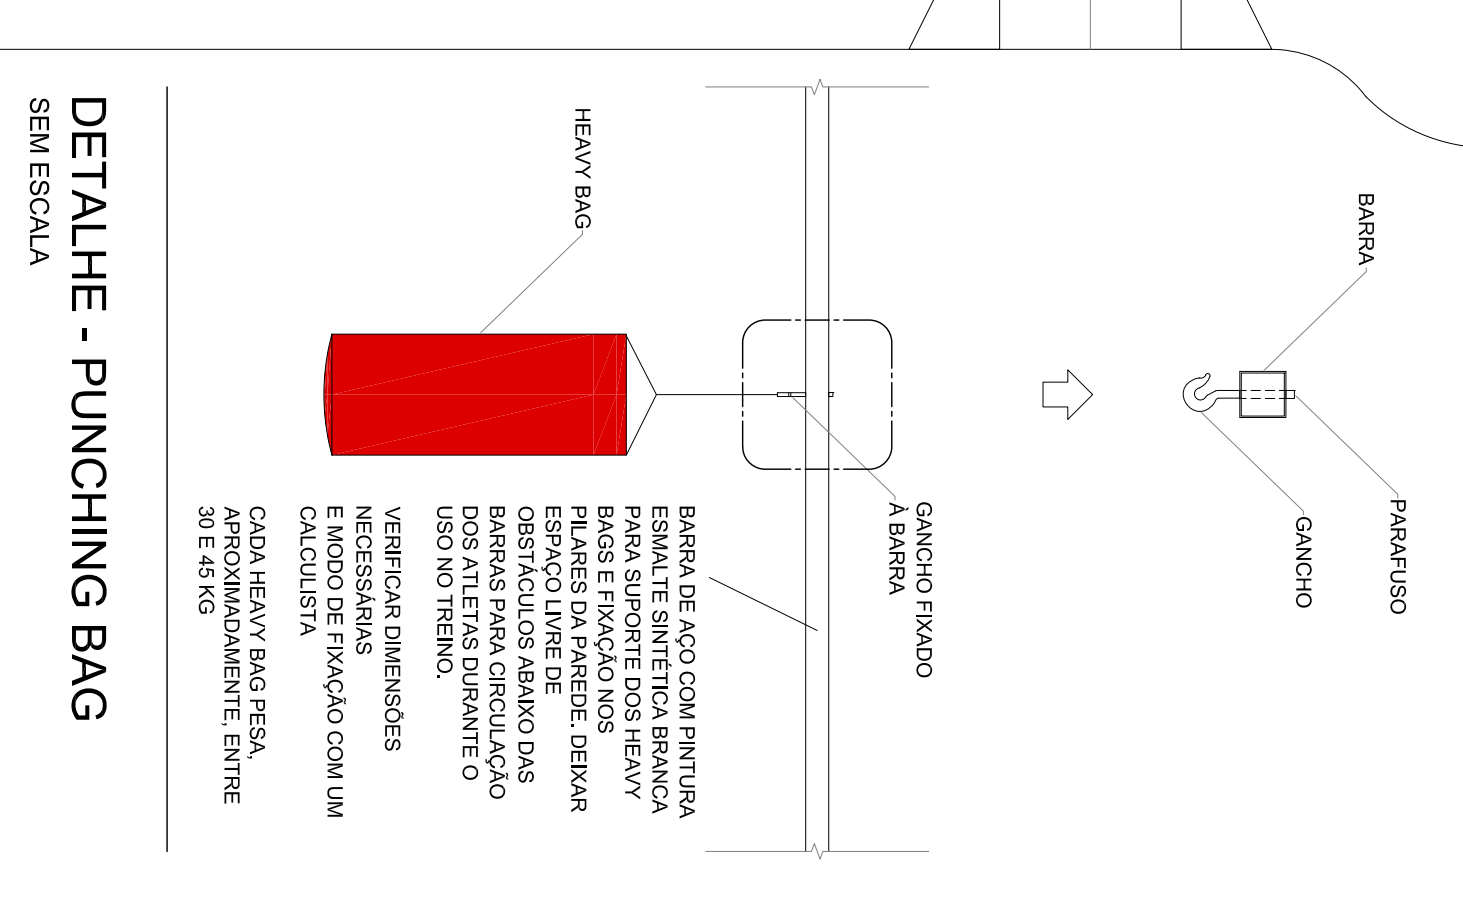 BARRA
PARAFUSO
GANCHO
GANCHO FIXADO
À BARRA
HEAVY BAG
BARRA DE AÇO COM PINTURA
ESMALTE SINTÉTICA BRANCA
PARA SUPORTE DOS HEAVY
BAGS E FIXAÇÃO NOS
PILARES DA PAREDE. DEIXAR
ESPAÇO LIVRE DE
OBSTÁCULOS ABAIXO DAS
BARRAS PARA CIRCULAÇÃO
DOS ATLETAS DURANTE O
USO NO TREINO.
VERIFICAR DIMENSÕES
NECESSÁRIAS
E MODO DE FIXAÇÃO COM UM
CALCULISTA
CADA HEAVY BAG PESA,
APROXIMADAMENTE, ENTRE
30 E 45 KG
DETALHE - PUNCHING BAG
SEM ESCALA